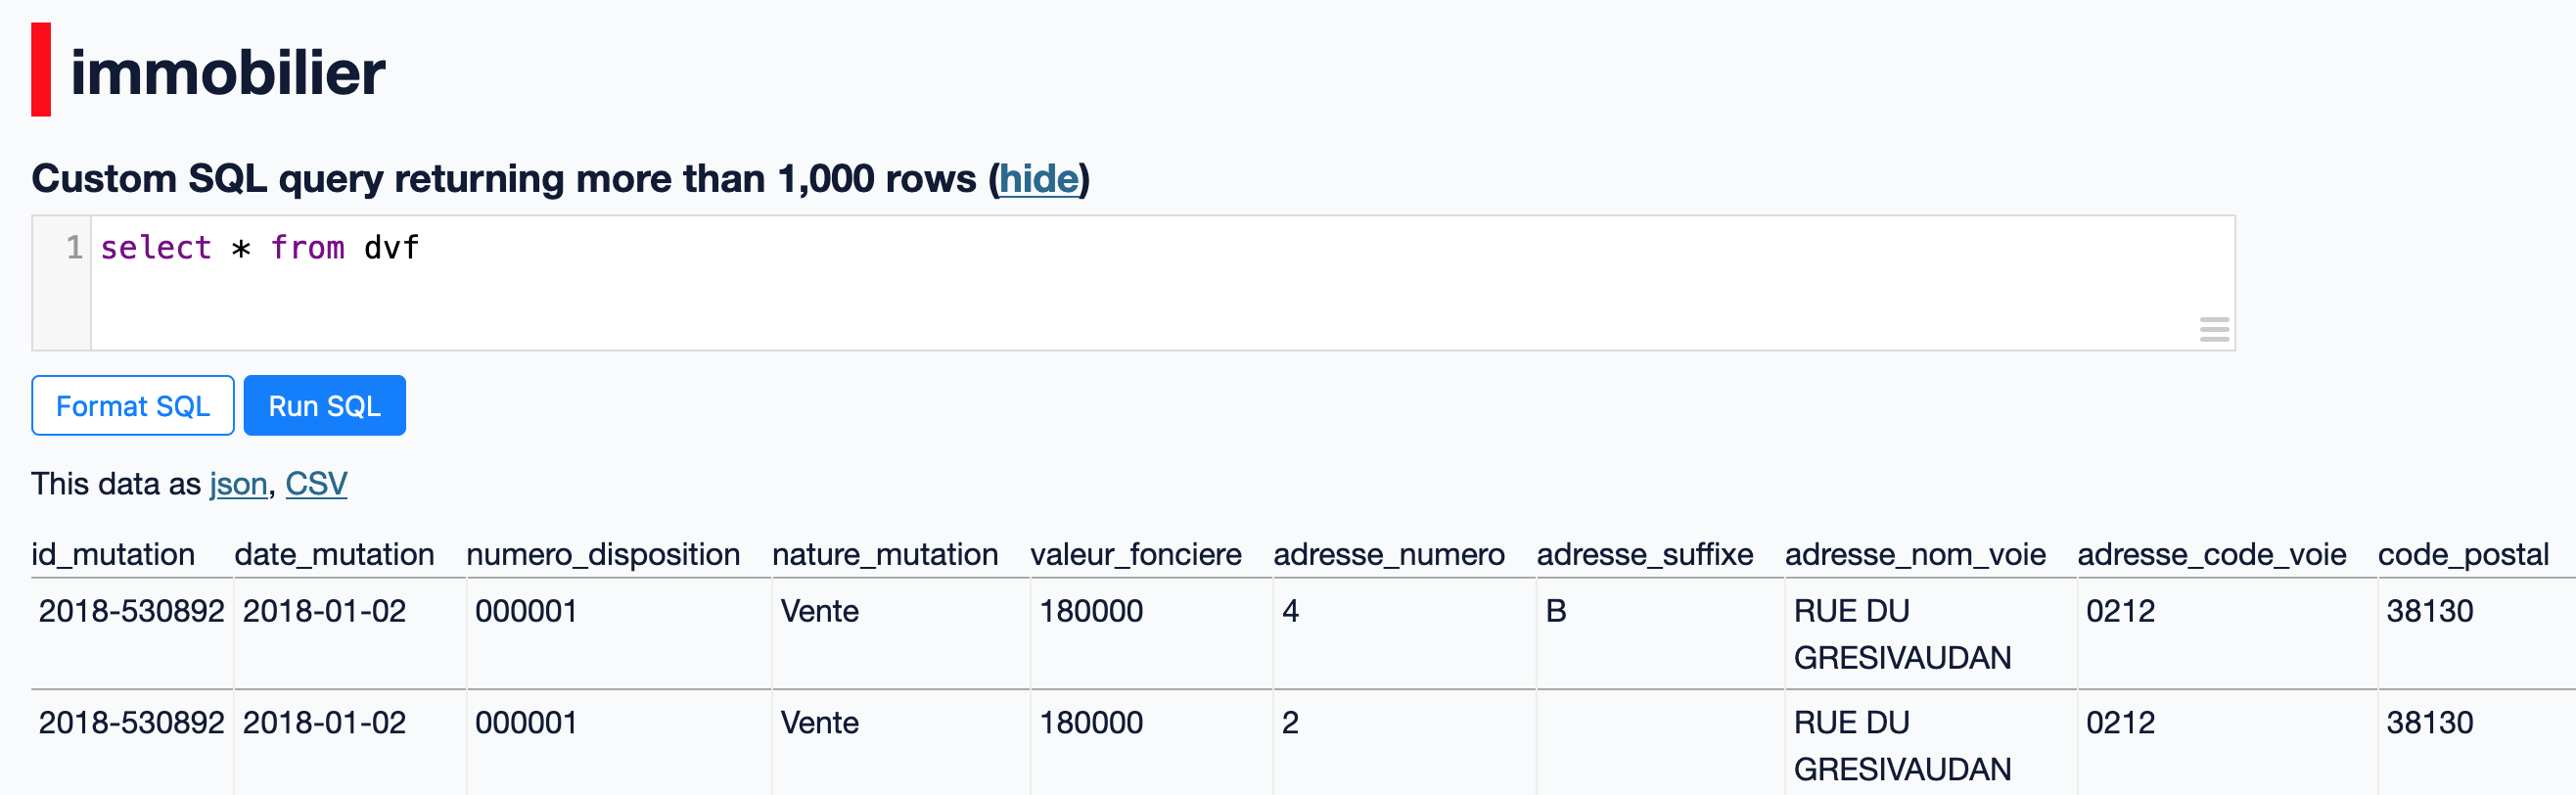 immobilier
Custom SQL query returning more than 1,000 rows (hide)
1 select * from dvf
Format SQL Run SQL
This data as json, CSV
id_mutation date_mutation numero_disposition nature_mutation valeur_fonciere adresse_numero adresse_suffixe adresse_nom_voie adresse_code_voie code_postal
2018-530892 2018-01-02 000001 Vente 180000 4 B RUE DU 0212 38130
GRESIVAUDAN
2018-530892 2018-01-02 000001 Vente 180000 2 RUE DU 0212 38130
GRESIVAUDAN